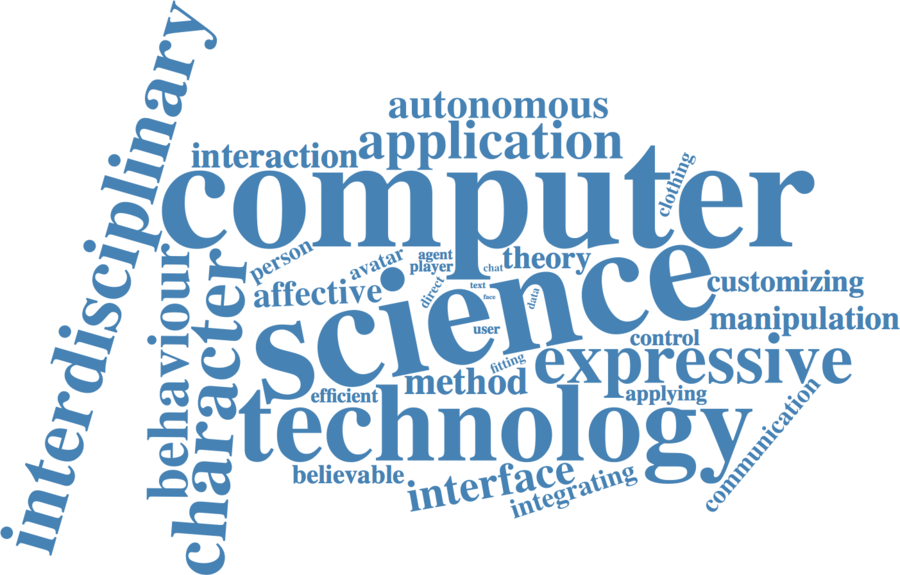 interdisciplinary
autonomous
application
interaction
computer
clothing
behaviour
character
person
avatar
agent
player
chat
theory
affective
direct
text
face
data
science
customizing
manipulation
user
control
fitting
expressive
method
efficient
applying
technology
communication
believable
interface
integrating